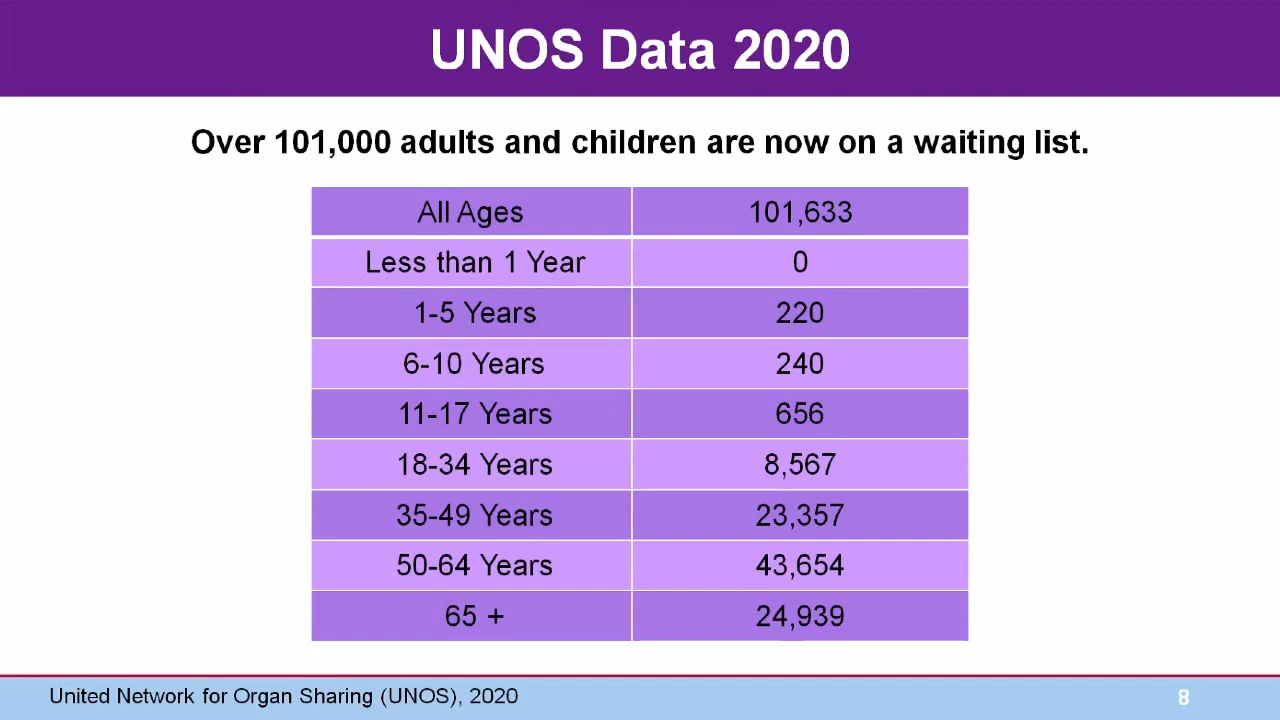 UNOS Data 2020
Over 101,000 adults and children are now on a waiting list.
All Ages 101,633
Less than 1 Year 0
1-5 Years 220
6-10 Years 240
11-17 Years 656
18-34 Years 8,567
35-49 Years 23,357
50-64 Years 43,654
65 + 24,939
United Network for Organ Sharing (UNOS), 2020 8